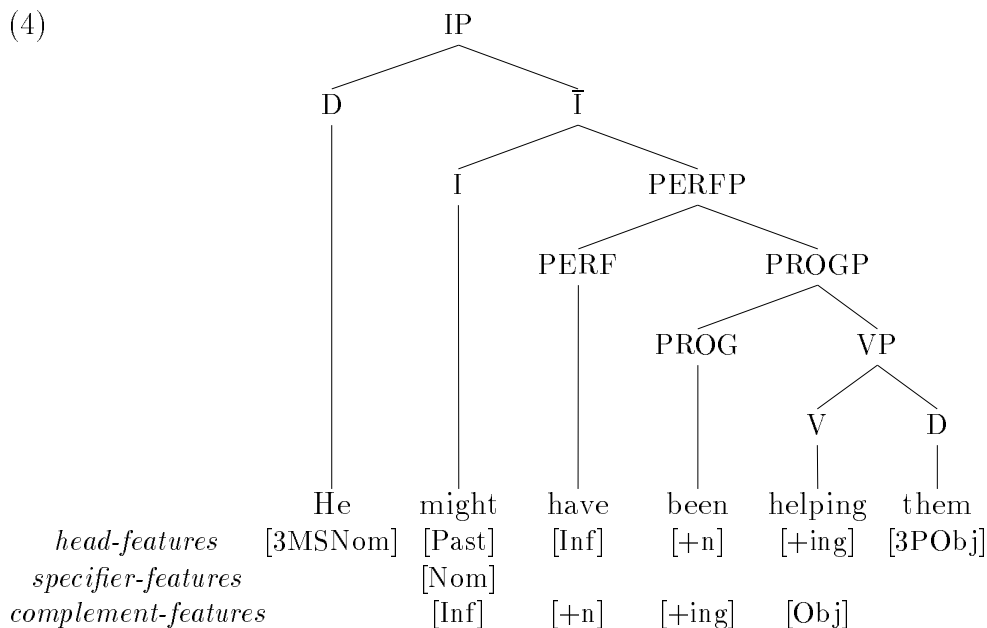 (4)
IP
D Ī
I PERFP
PERF PROGP
PROG VP
V D
He might have been helping them
head-features [3MSNom] [Past] [Inf] [+n] [+ing] [3PObj]
specifier-features [Nom]
complement-features [Inf] [+n] [+ing] [Obj]